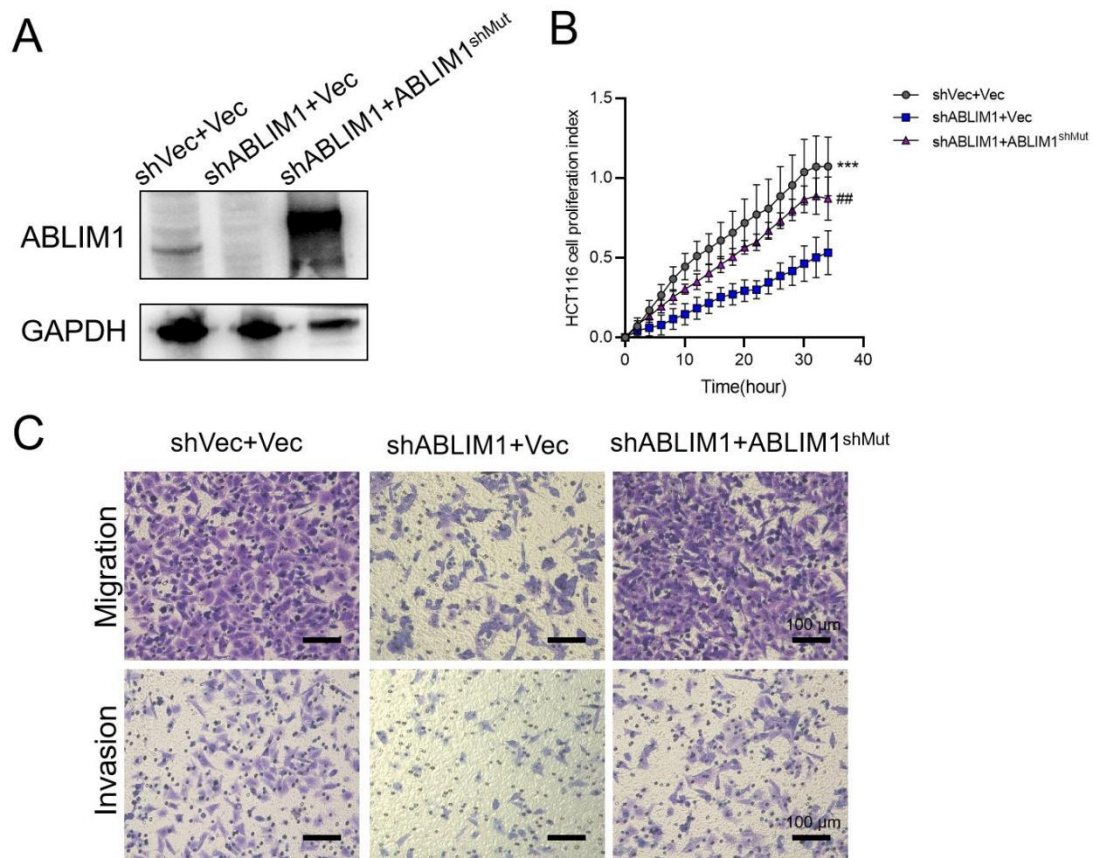 A
shVec+Vec
shABLIM1+Vec
shABLIM1+ABLIM1shMut
ABLIM1
GAPDH
B
HCT116 cell proliferation index
1.5
1.0
0.5
0.0
0
10
20
30
40
Time(hour)
***
##
shVec+Vec
shABLIM1+Vec
shABLIM1+ABLIM1shMut
C
shVec+Vec
shABLIM1+Vec
shABLIM1+ABLIM1shMut
Migration
100 µm
Invasion
100 µm